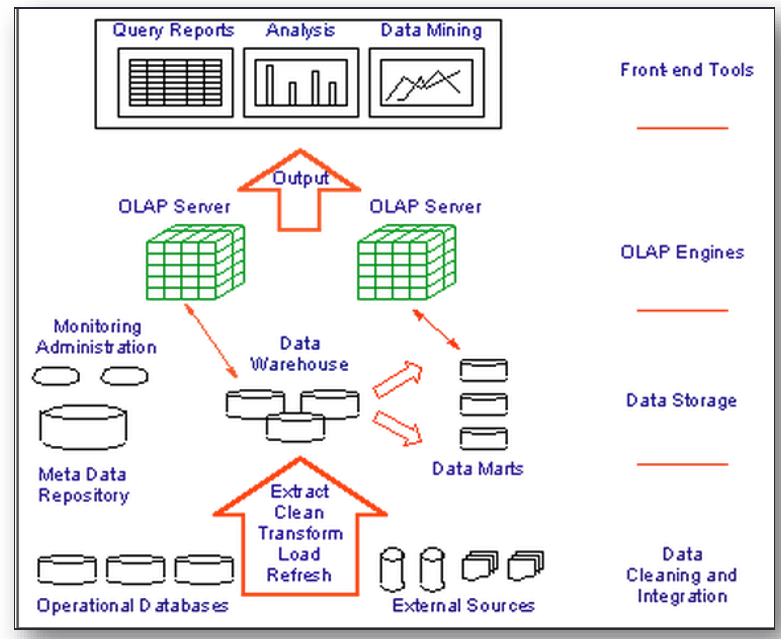 Query Reports
Analysis
Data Mining
Front-end Tools
Output
OLAP Server
OLAP Server
OLAP Engines
Monitoring
Administration
Data
Warehouse
Data Storage
Meta Data
Repository
Data Marts
Extract
Clean
Transform
Load
Refresh
Data
Cleaning and
Integration
Operational Databases
External Sources